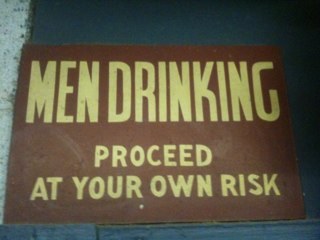 MEN DRINKING
PROCEED
AT YOUR OWN RISK